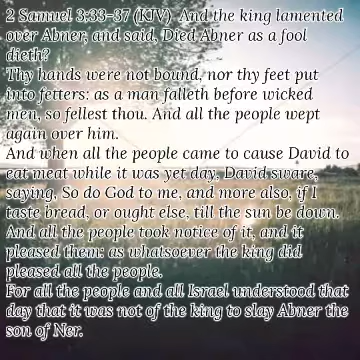 2 Samuel 3:33-37 (KJV) And the king lamented
over Abner, and said, Died Abner as a fool
dieth?
Thy hands were not bound, nor thy feet put
into fetters: as a man falleth before wicked
men, so fellest thou. And all the people wept
again over him.
And when all the people came to cause David to
eat meat while it was yet day, David sware,
saying, So do God to me, and more also, if I
taste bread, or ought else, till the sun be down.
And all the people took notice of it, and it
pleased them: as whatsoever the king did
pleased all the people.
For all the people and all Israel understood that
day that it was not of the king to slay Abner the
son of Ner.